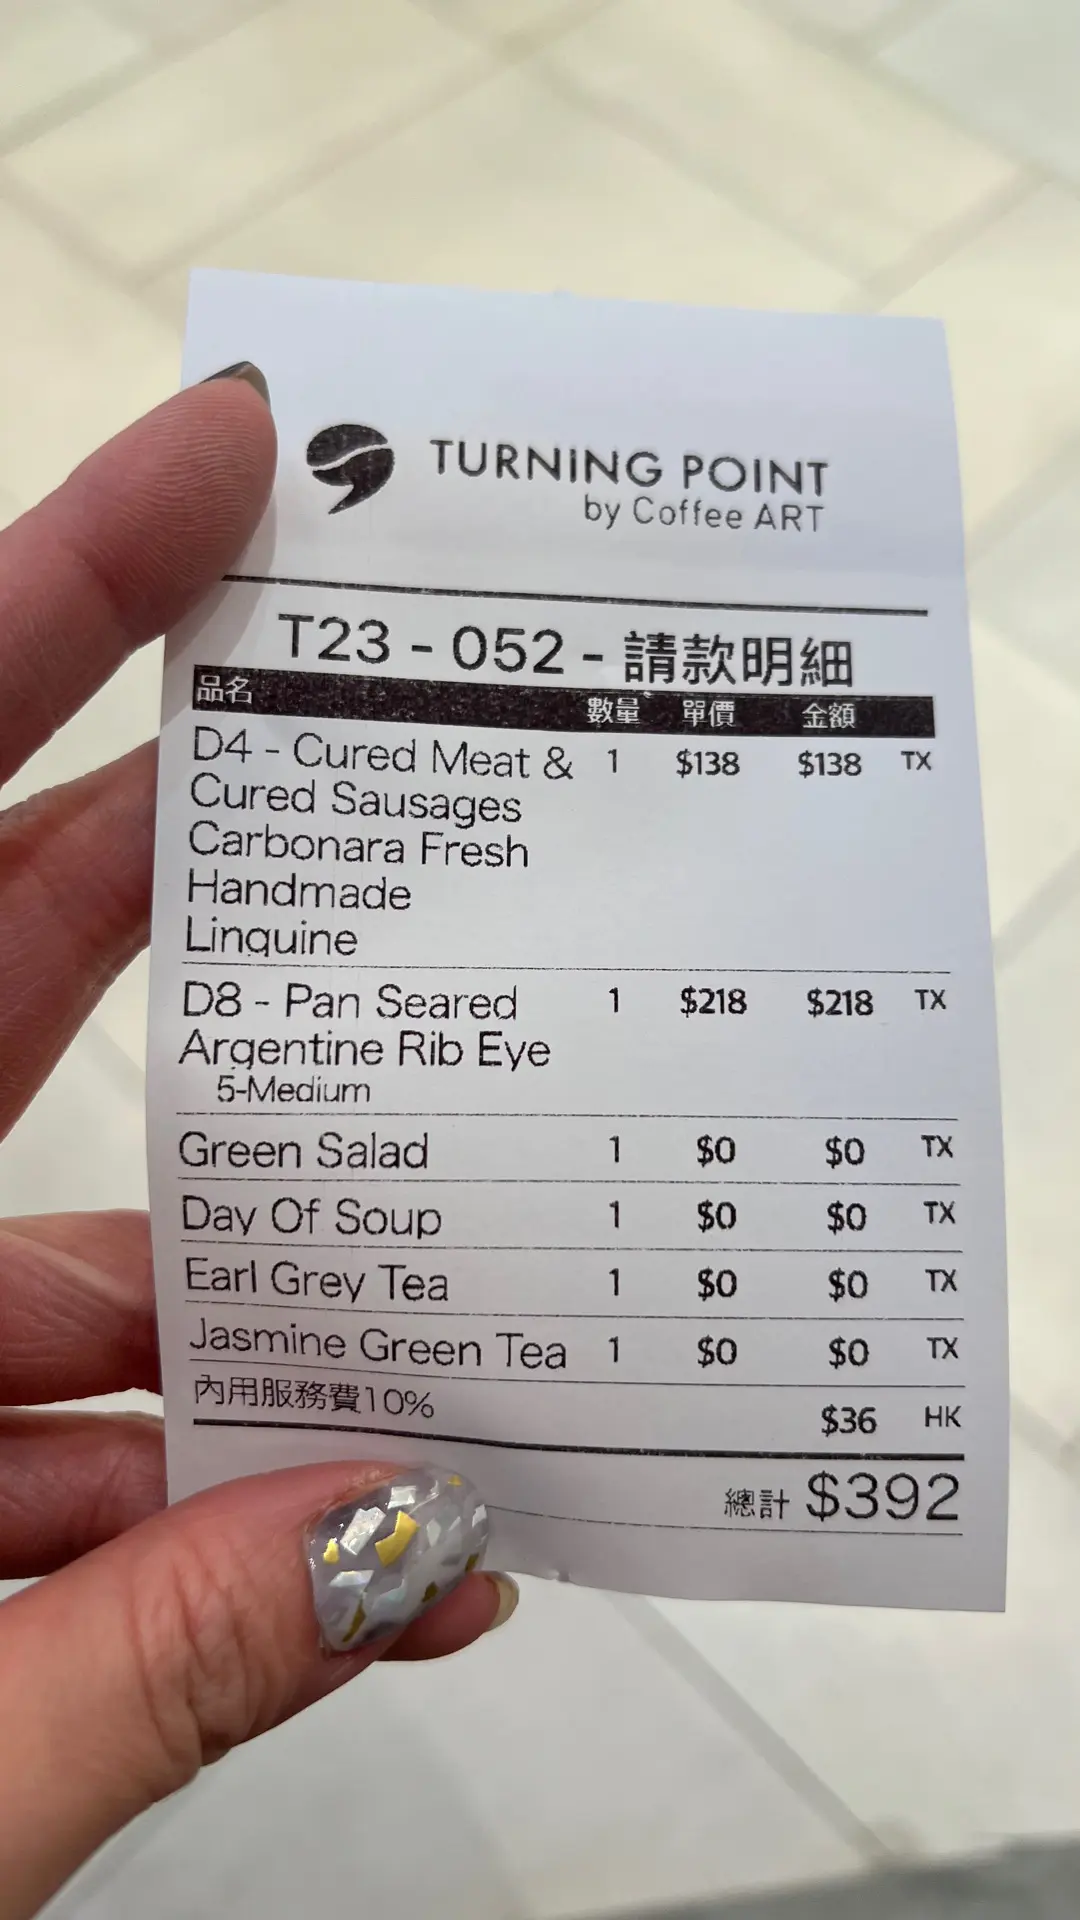 TURNING POINT
by Coffee ART
T23 - 052 - 請款明細
品名 數量 單價 金額
D4 - Cured Meat & 1 $138 $138 TX
Cured Sausages
Carbonara Fresh
Handmade
Linguine
D8 - Pan Seared 1 $218 $218 TX
Argentine Rib Eye
5-Medium
Green Salad 1 $0 $0 TX
Day Of Soup 1 $0 $0 TX
Earl Grey Tea 1 $0 $0 TX
Jasmine Green Tea 1 $0 $0 TX
內用服務費10% $36 HK
總計 $392